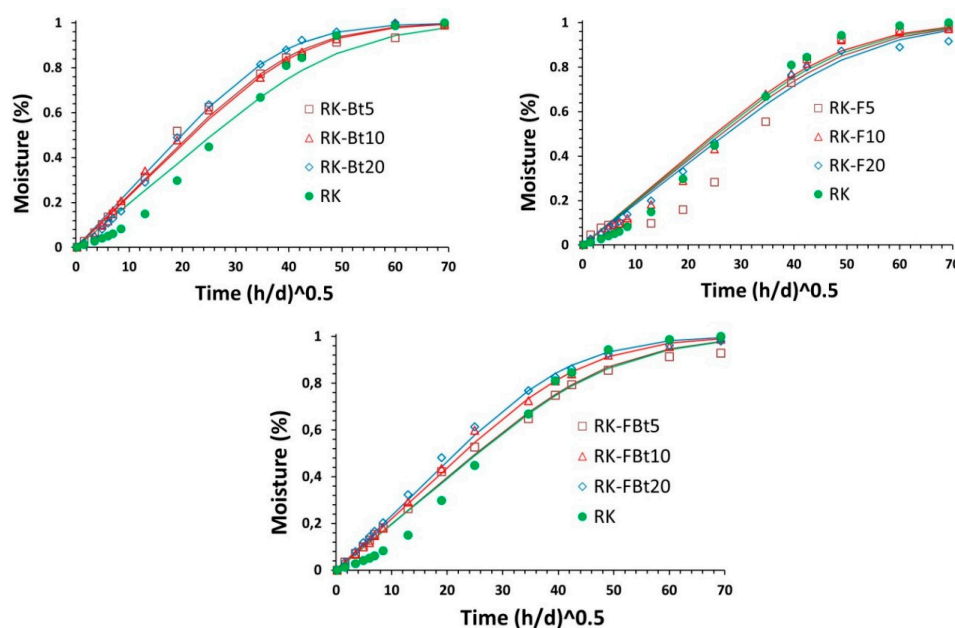 Moisture (%)
1
0.8
0.6
0.4
0.2
0
0 10 20 30 40 50 60 70
Time (h/d)^0.5
RK-Bt5
RK-Bt10
RK-Bt20
RK
Moisture (%)
1
0.8
0.6
0.4
0.2
0
0 10 20 30 40 50 60 70
Time (h/d)^0.5
RK-F5
RK-F10
RK-F20
RK
Moisture (%)
1
0,8
0,6
0,4
0,2
0
0 10 20 30 40 50 60 70
Time (h/d)^0.5
RK-FBt5
RK-FBt10
RK-FBt20
RK